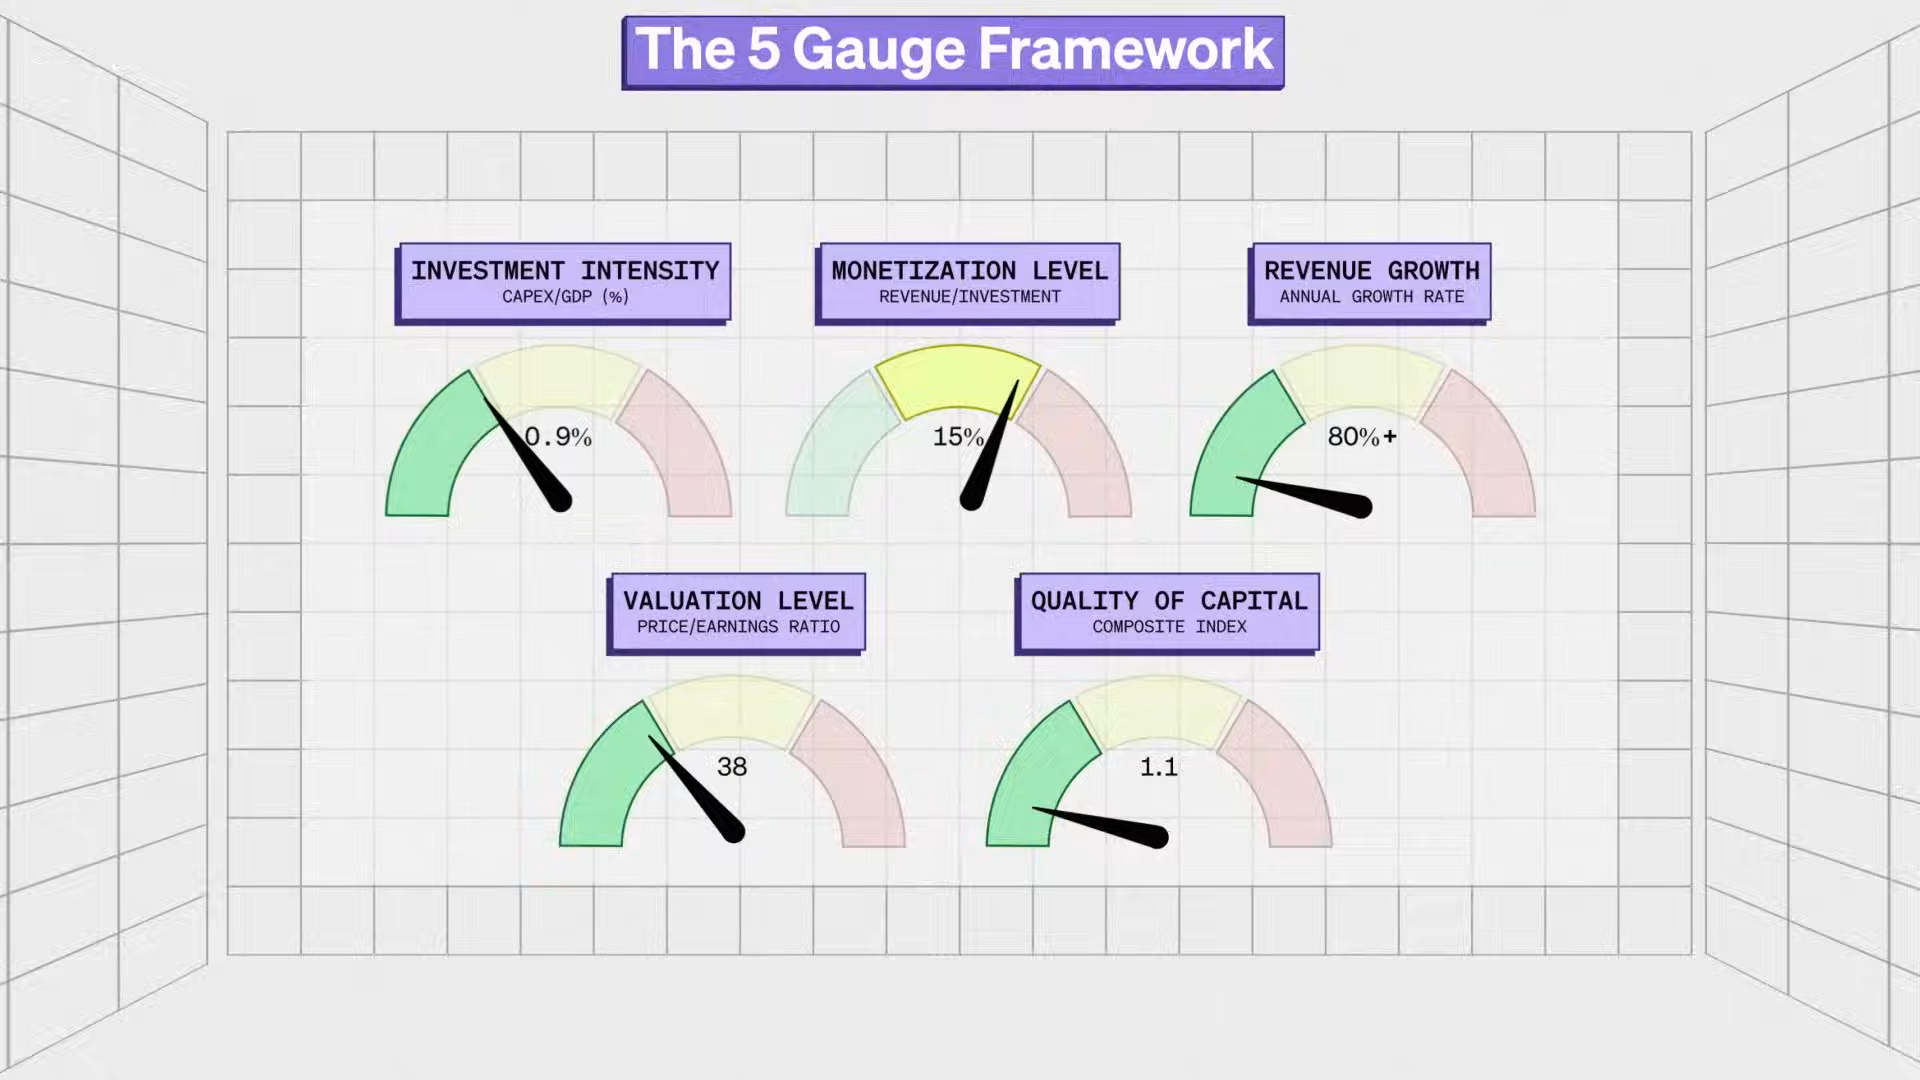 The 5 Gauge Framework
INVESTMENT INTENSITY
CAPEX/GDP (%)
0.9%
MONETIZATION LEVEL
REVENUE/INVESTMENT
15%
REVENUE GROWTH
ANNUAL GROWTH RATE
80%+
VALUATION LEVEL
PRICE/EARNINGS RATIO
38
QUALITY OF CAPITAL
COMPOSITE INDEX
1.1